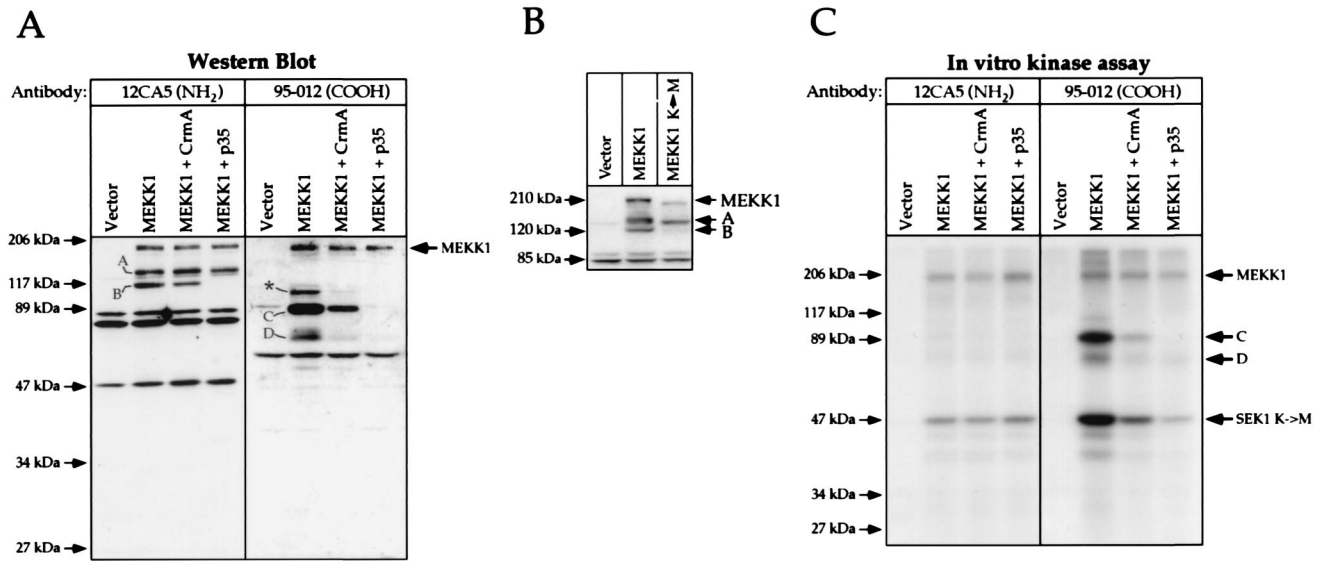 A
Western Blot
Antibody: 12CA5 (NH2) 95-012 (COOH)
Vector
MEKK1
MEKK1 + CrmA
MEKK1 + p35
Vector
MEKK1
MEKK1 + CrmA
MEKK1 + p35
206 kDa
117 kDa
89 kDa
47 kDa
34 kDa
27 kDa
A
B
*
C
D
MEKK1
B
Vector
MEKK1
MEKK1 K→M
210 kDa
120 kDa
85 kDa
MEKK1
A
B
C
In vitro kinase assay
Antibody: 12CA5 (NH2) 95-012 (COOH)
Vector
MEKK1
MEKK1 + CrmA
MEKK1 + p35
Vector
MEKK1
MEKK1 + CrmA
MEKK1 + p35
206 kDa
117 kDa
89 kDa
47 kDa
34 kDa
27 kDa
MEKK1
C
D
SEK1 K->M